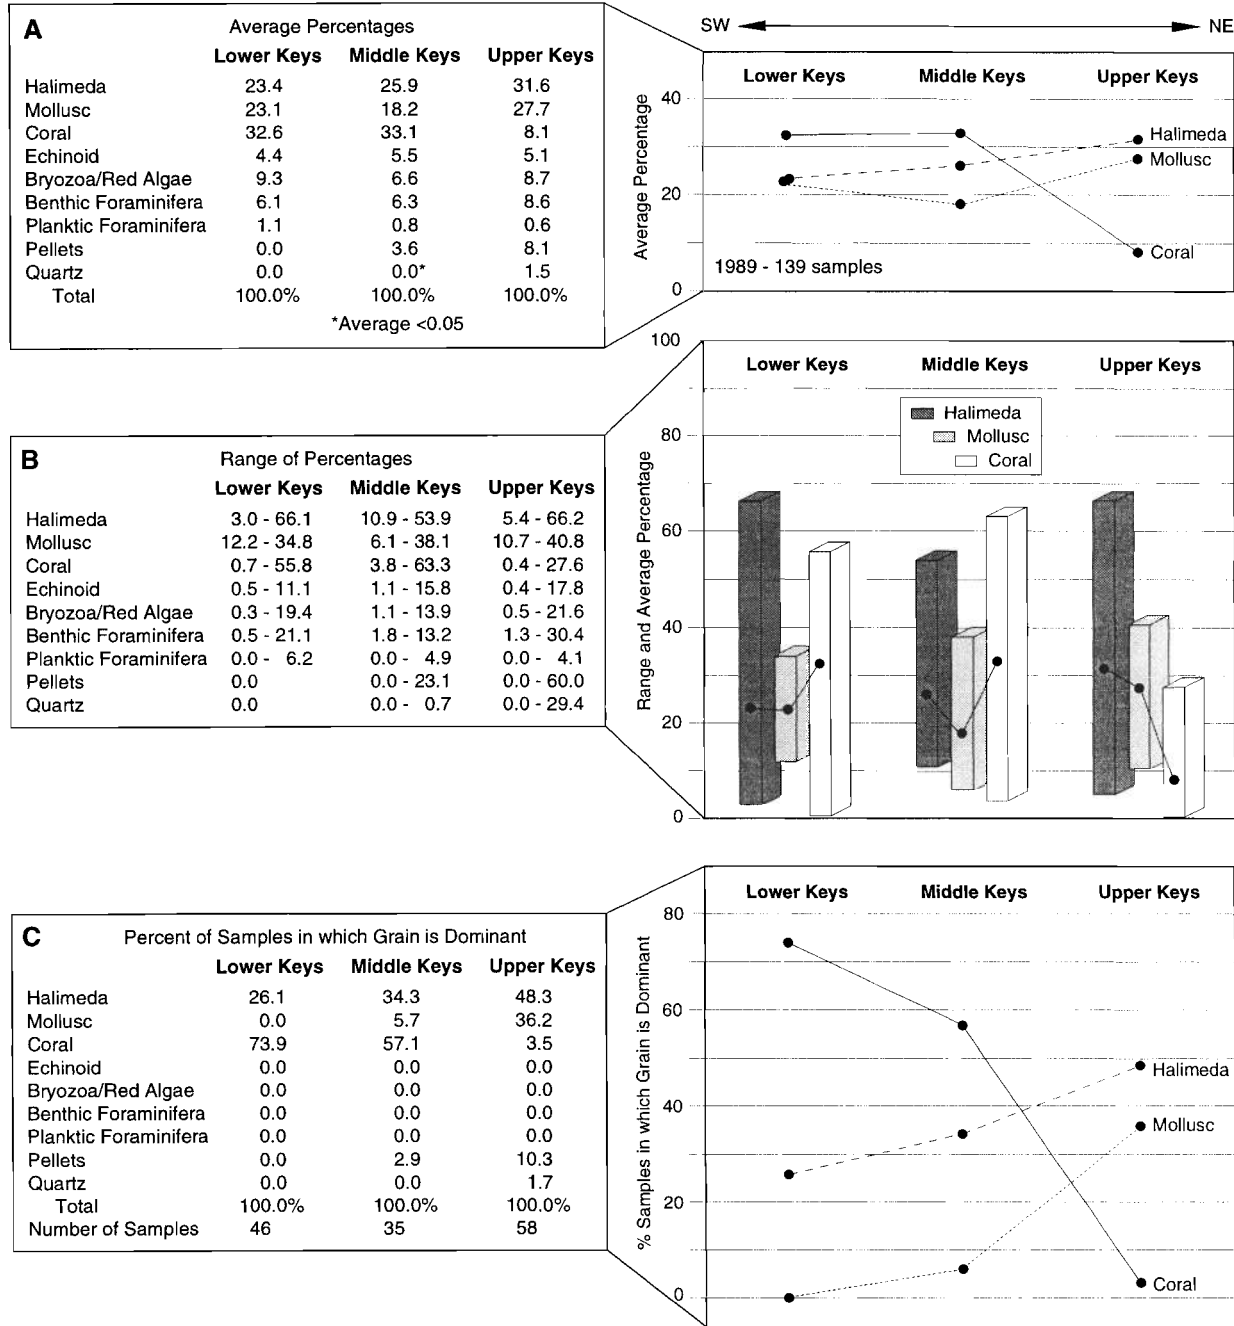 A Average Percentages
Lower Keys Middle Keys Upper Keys
Halimeda 23.4 25.9 31.6
Mollusc 23.1 18.2 27.7
Coral 32.6 33.1 8.1
Echinoid 4.4 5.5 5.1
Bryozoa/Red Algae 9.3 6.6 8.7
Benthic Foraminifera 6.1 6.3 8.6
Planktic Foraminifera 1.1 0.8 0.6
Pellets 0.0 3.6 8.1
Quartz 0.0 0.0* 1.5
Total 100.0% 100.0% 100.0%
*Average <0.05
SW NE
Lower Keys Middle Keys Upper Keys
Average Percentage
40
20
0
Halimeda
Mollusc
Coral
1989 - 139 samples
B Range of Percentages
Lower Keys Middle Keys Upper Keys
Halimeda 3.0 - 66.1 10.9 - 53.9 5.4 - 66.2
Mollusc 12.2 - 34.8 6.1 - 38.1 10.7 - 40.8
Coral 0.7 - 55.8 3.8 - 63.3 0.4 - 27.6
Echinoid 0.5 - 11.1 1.1 - 15.8 0.4 - 17.8
Bryozoa/Red Algae 0.3 - 19.4 1.1 - 13.9 0.5 - 21.6
Benthic Foraminifera 0.5 - 21.1 1.8 - 13.2 1.3 - 30.4
Planktic Foraminifera 0.0 - 6.2 0.0 - 4.9 0.0 - 4.1
Pellets 0.0 0.0 - 23.1 0.0 - 60.0
Quartz 0.0 0.0 - 0.7 0.0 - 29.4
Lower Keys Middle Keys Upper Keys
Range and Average Percentage
100
80
60
40
20
0
Halimeda
Mollusc
Coral
C Percent of Samples in which Grain is Dominant
Lower Keys Middle Keys Upper Keys
Halimeda 26.1 34.3 48.3
Mollusc 0.0 5.7 36.2
Coral 73.9 57.1 3.5
Echinoid 0.0 0.0 0.0
Bryozoa/Red Algae 0.0 0.0 0.0
Benthic Foraminifera 0.0 0.0 0.0
Planktic Foraminifera 0.0 0.0 0.0
Pellets 0.0 2.9 10.3
Quartz 0.0 0.0 1.7
Total 100.0% 100.0% 100.0%
Number of Samples 46 35 58
Lower Keys Middle Keys Upper Keys
% Samples in which Grain is Dominant
80
60
40
20
0
Halimeda
Mollusc
Coral